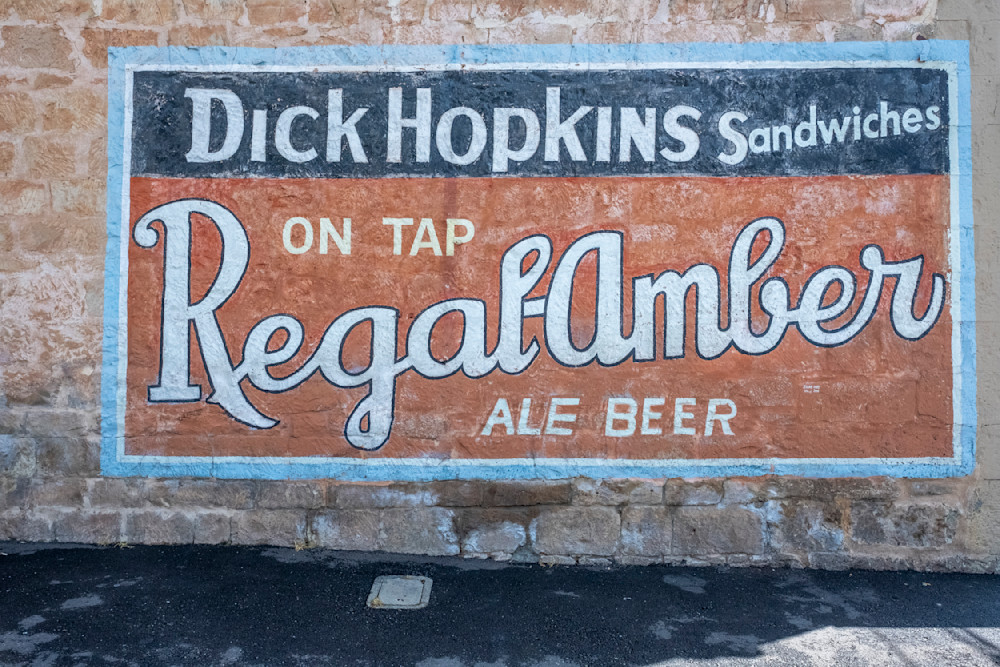 Dick Hopkins Sandwiches
ON TAP
Regal-Amber
ALE BEER